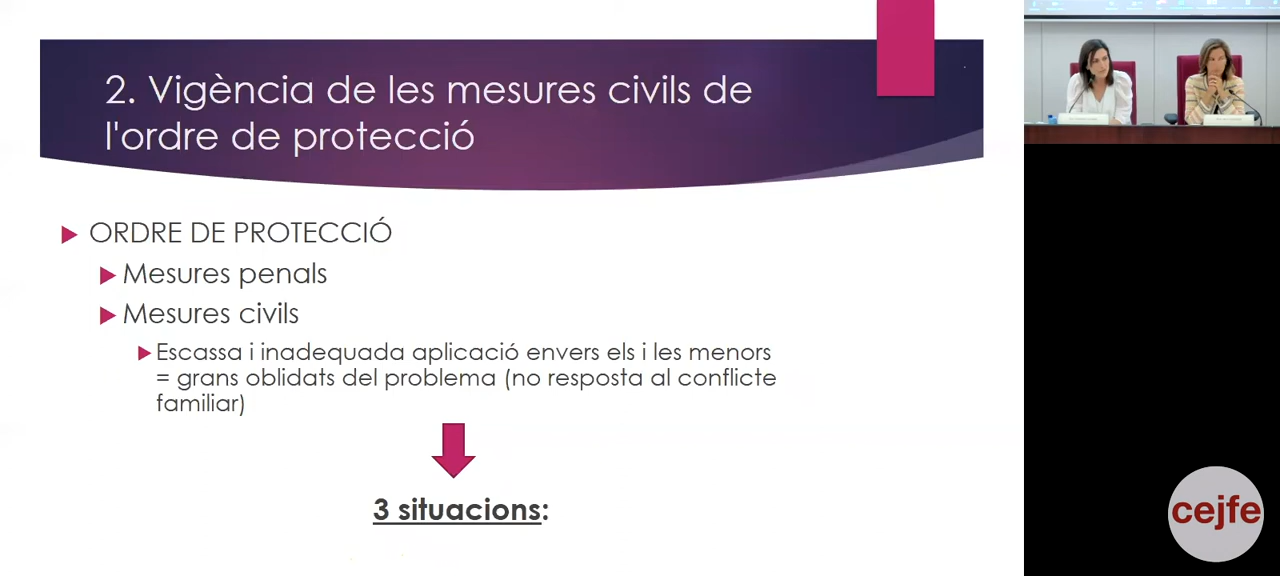 2. Vigència de les mesures civils de
l'ordre de protecció
ORDRE DE PROTECCIÓ
Mesures penals
Mesures civils
Escassa i inadequada aplicació envers els i les menors
= grans oblidats del problema (no resposta al conflicte
familiar)
3 situacions:
cejfe